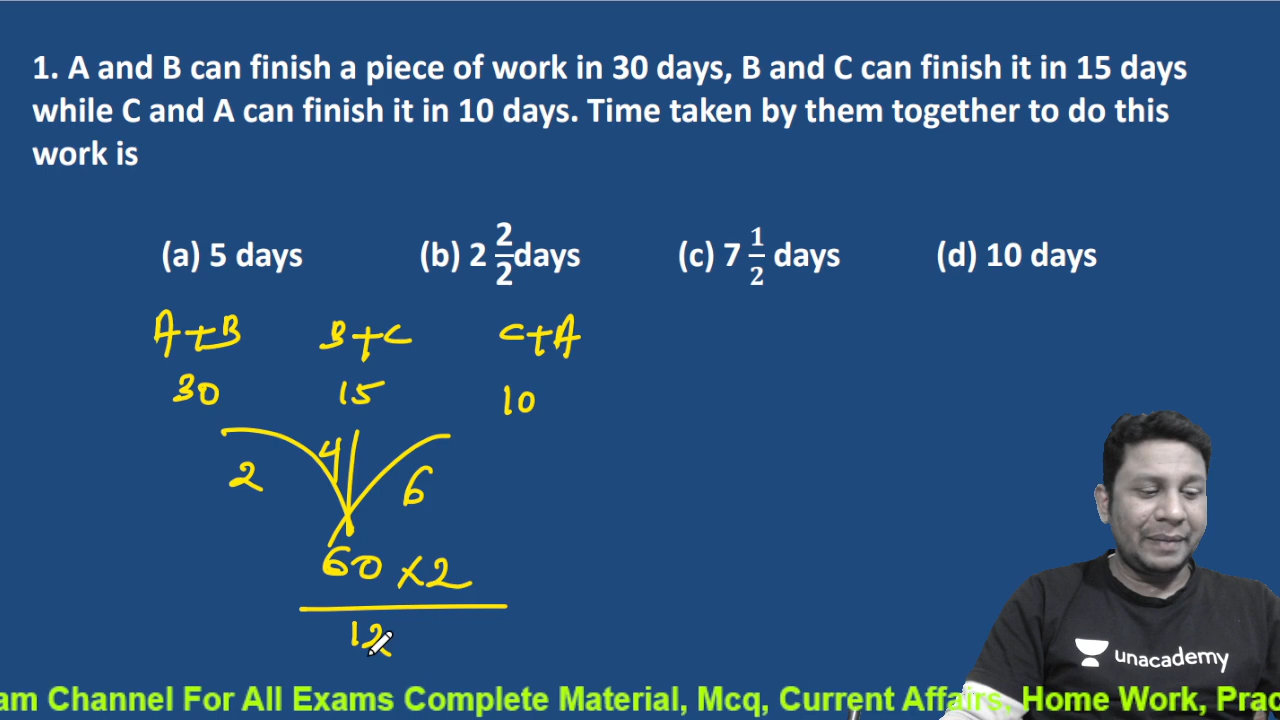 1. A and B can finish a piece of work in 30 days, B and C can finish it in 15 days
while C and A can finish it in 10 days. Time taken by them together to do this
work is
(a) 5 days (b) 2 2/2 days (c) 7 1/2 days (d) 10 days
A+B B+C C+A
30 15 10
2 4 6
60 × 2
12
unacademy
am Channel For All Exams Complete Material, Mcq, Current Affairs, Home Work, Prac